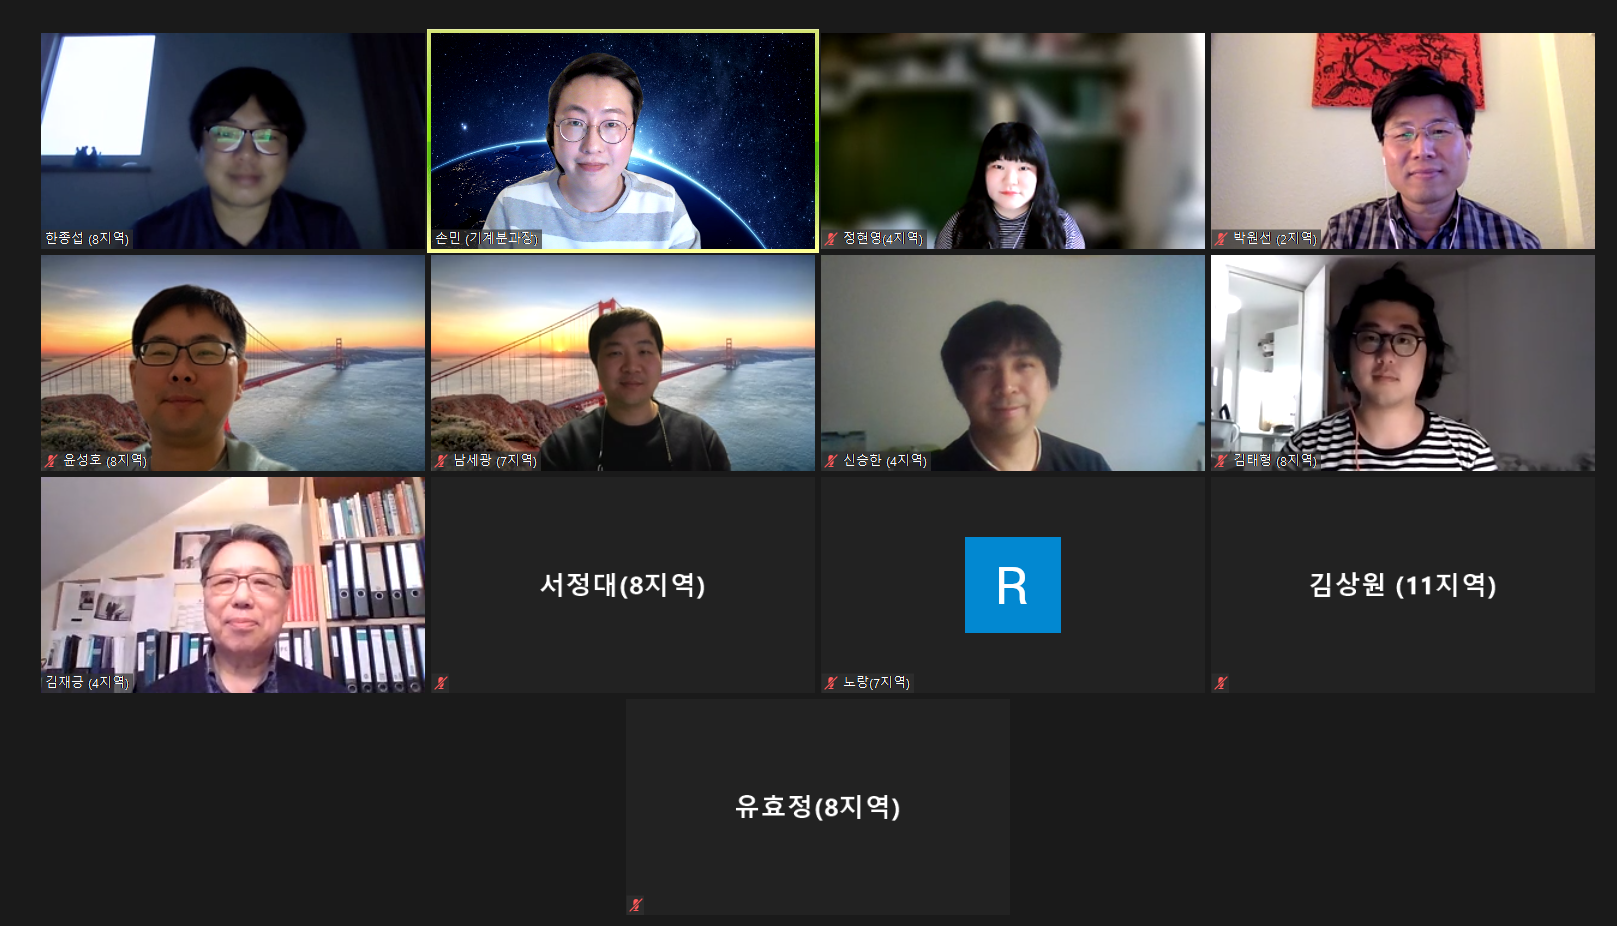 한종섭 (8지역)
손민 (기계분과장)
정현영(4지역)
박원선 (2지역)
윤성호 (8지역)
남세광 (7지역)
신승한 (4지역)
김태형 (8지역)
김재긍 (4지역)
서정대(8지역)
R
노랑(7지역)
김상원 (11지역)
유효정(8지역)